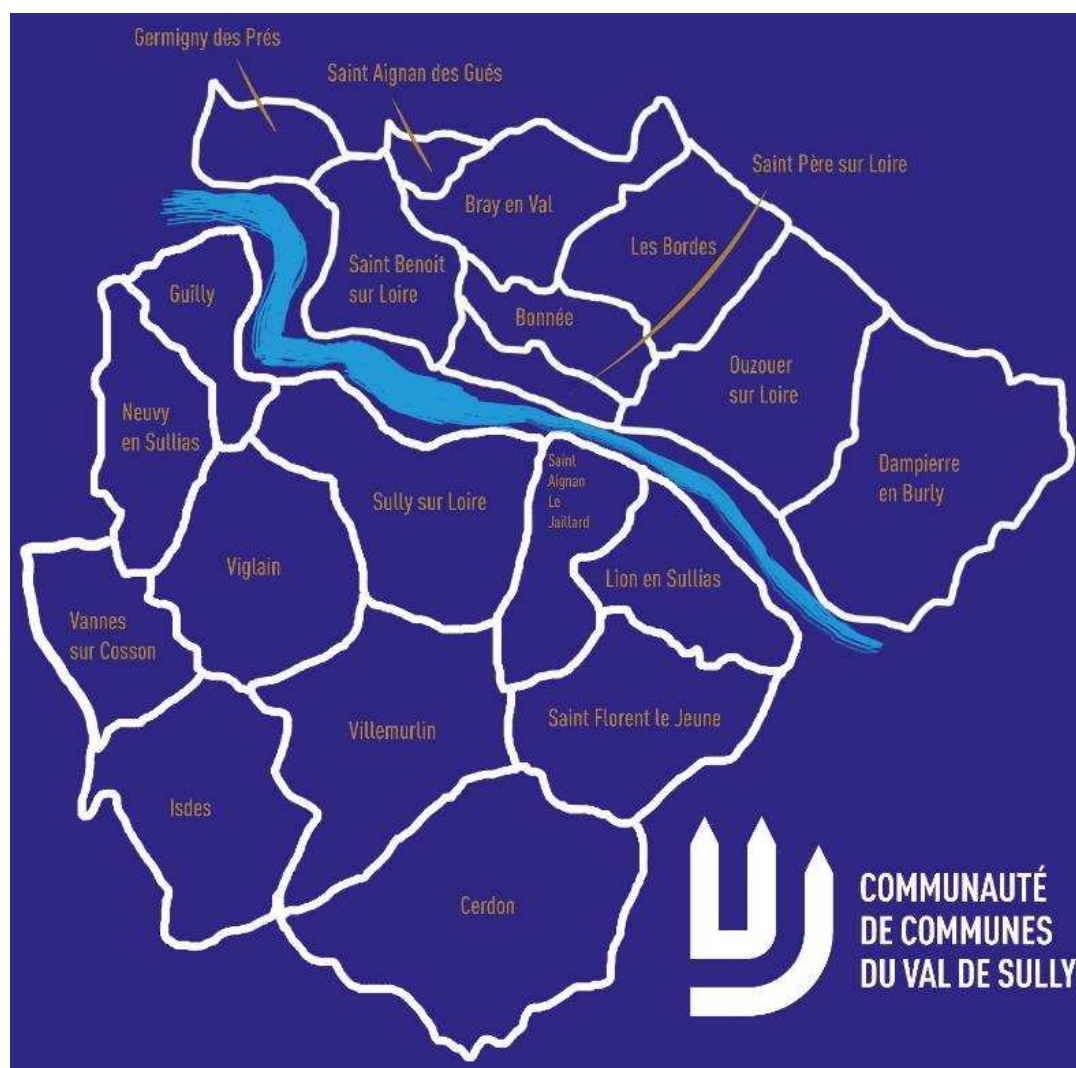 Germigny des Prés
Saint Aignan des Gués
Saint Père sur Loire
Bray en Val
Les Bordes
Saint Benoit
sur Loire
Guilly
Bonnée
Ouzouer
sur Loire
Neuvy
en Sullias
Dampierre
en Burly
Saint
Aignan
Le
Jaillard
Sully sur Loire
Viglain
Lion en Sullias
Vannes
sur Cosson
Saint Florent le Jeune
Villemurlin
Isdes
Cerdon
COMMUNAUTÉ
DE COMMUNES
DU VAL DE SULLY